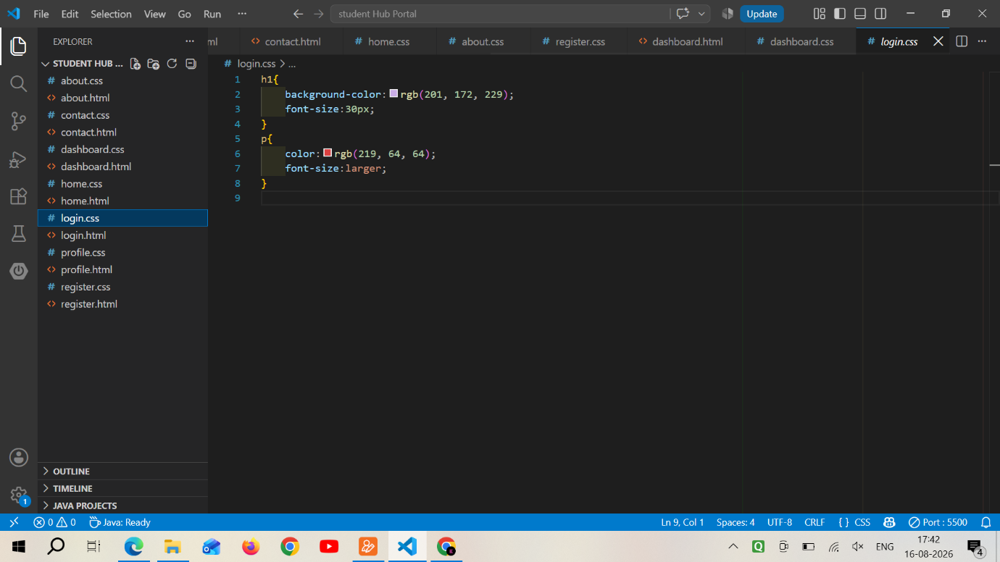 File Edit Selection View Go Run ··· student Hub Portal Update
EXPLORER ···
ml contact.html home.css about.css register.css dashboard.html dashboard.css login.css ···
STUDENT HUB ...
login.css > ...
about.css
about.html
contact.css
contact.html
dashboard.css
dashboard.html
home.css
home.html
login.css
login.html
profile.css
profile.html
register.css
register.html
1 h1{
2 background-color: rgb(201, 172, 229);
3 font-size:30px;
4 }
5 p{
6 color: rgb(219, 64, 64);
7 font-size:larger;
8 }
9
OUTLINE
TIMELINE
JAVA PROJECTS
1
0 0 Java: Ready Ln 9, Col 1 Spaces: 4 UTF-8 CRLF { } CSS Port : 5500
ENG 17:42
16-08-2026 4